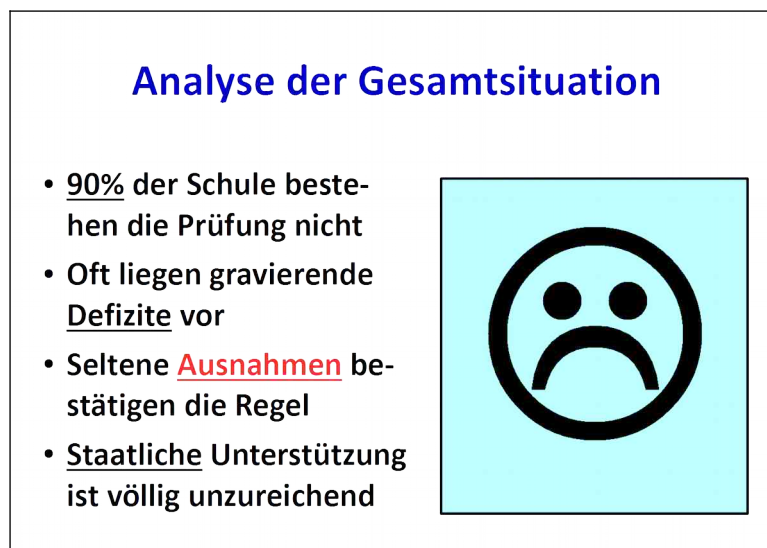 Analyse der Gesamtsituation
• 90% der Schule beste-
hen die Prüfung nicht
• Oft liegen gravierende
Defizite vor
• Seltene Ausnahmen be-
stätigen die Regel
• Staatliche Unterstützung
ist völlig unzureichend